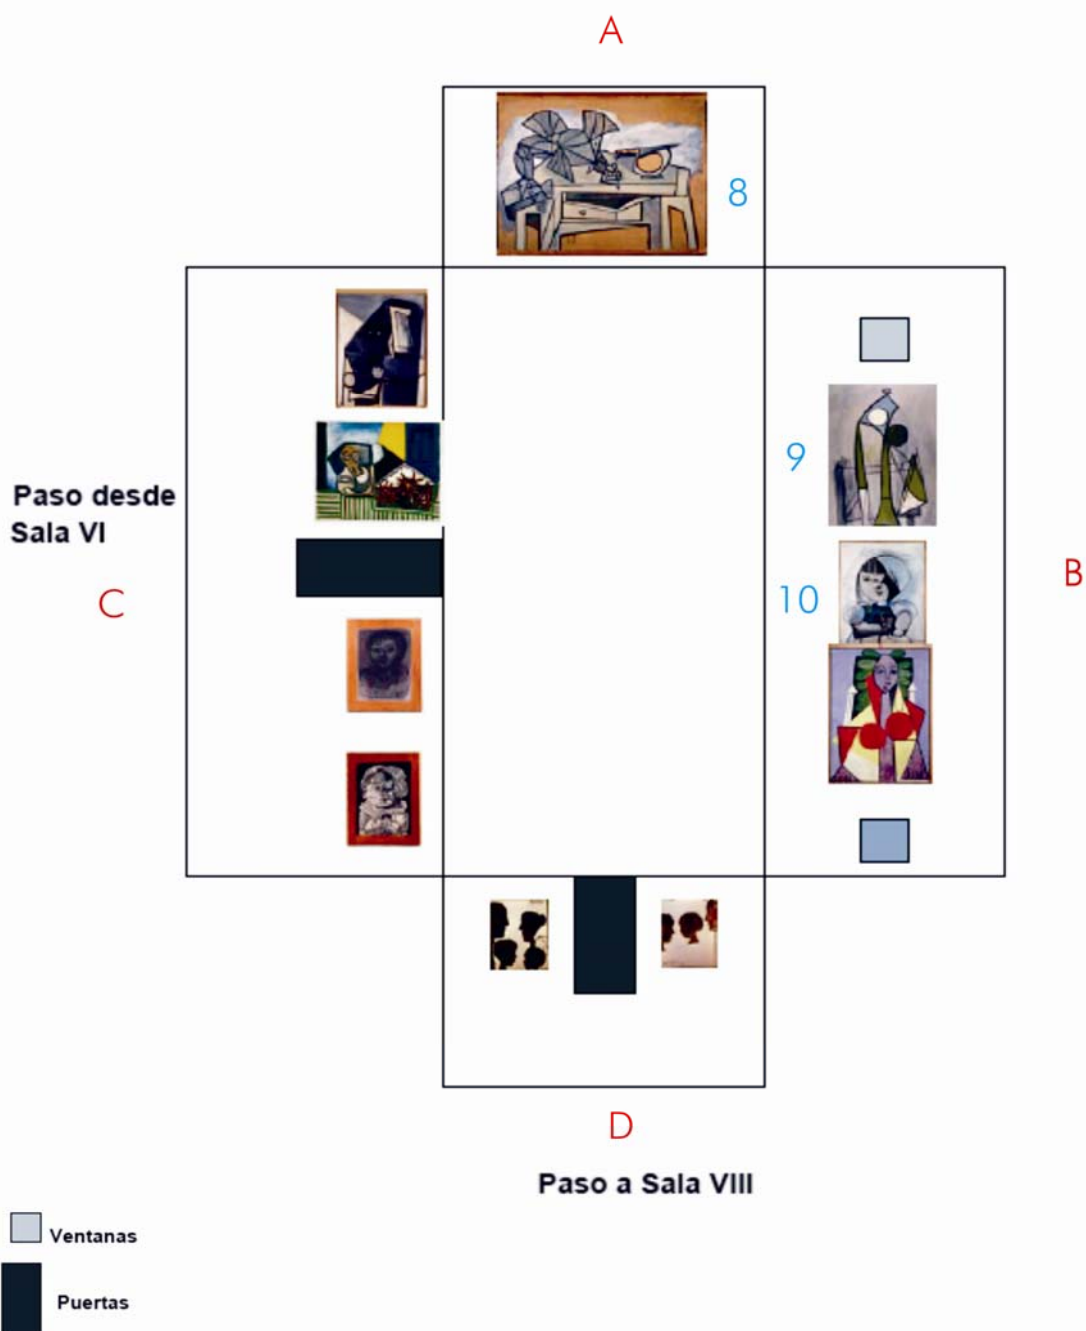 A
8
Paso desde
Sala VI
C
9
10
B
D
Paso a Sala VIII
Ventanas
Puertas